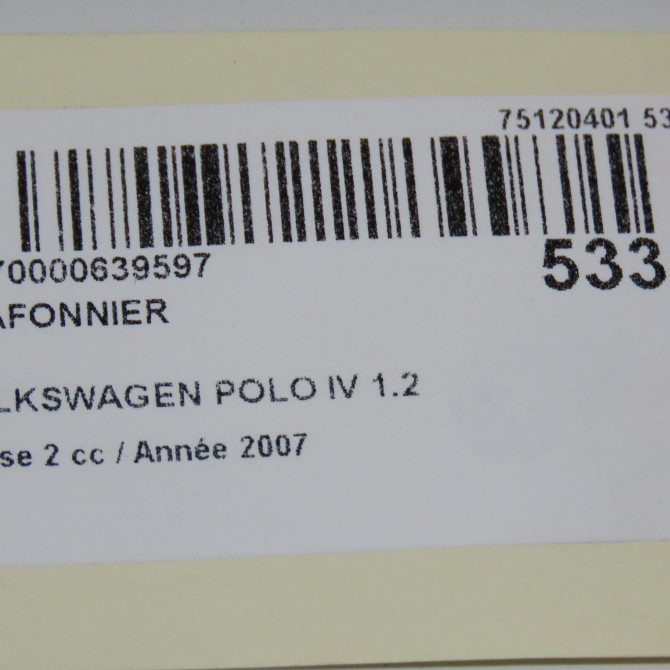 75120401 53
70000639597
533
AFONNIER
LKSWAGEN POLO IV 1.2
se 2 cc / Année 2007